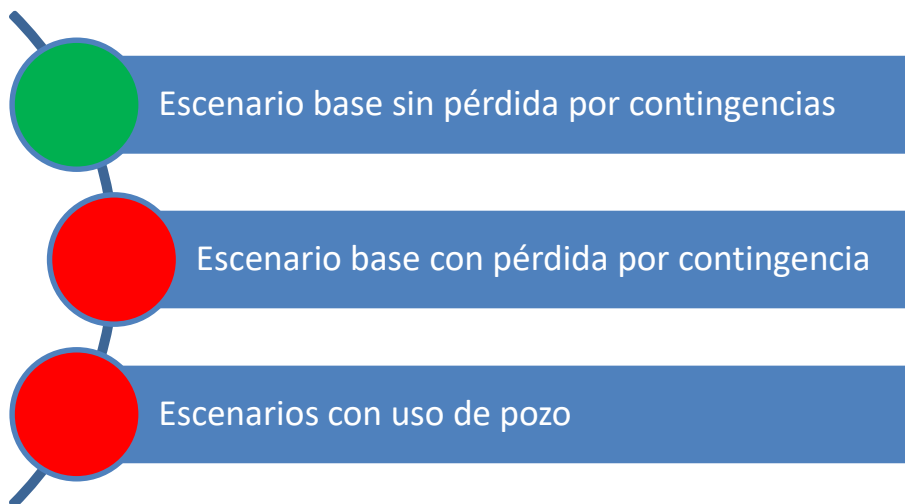 Escenario base sin pérdida por contingencias
Escenario base con pérdida por contingencia
Escenarios con uso de pozo